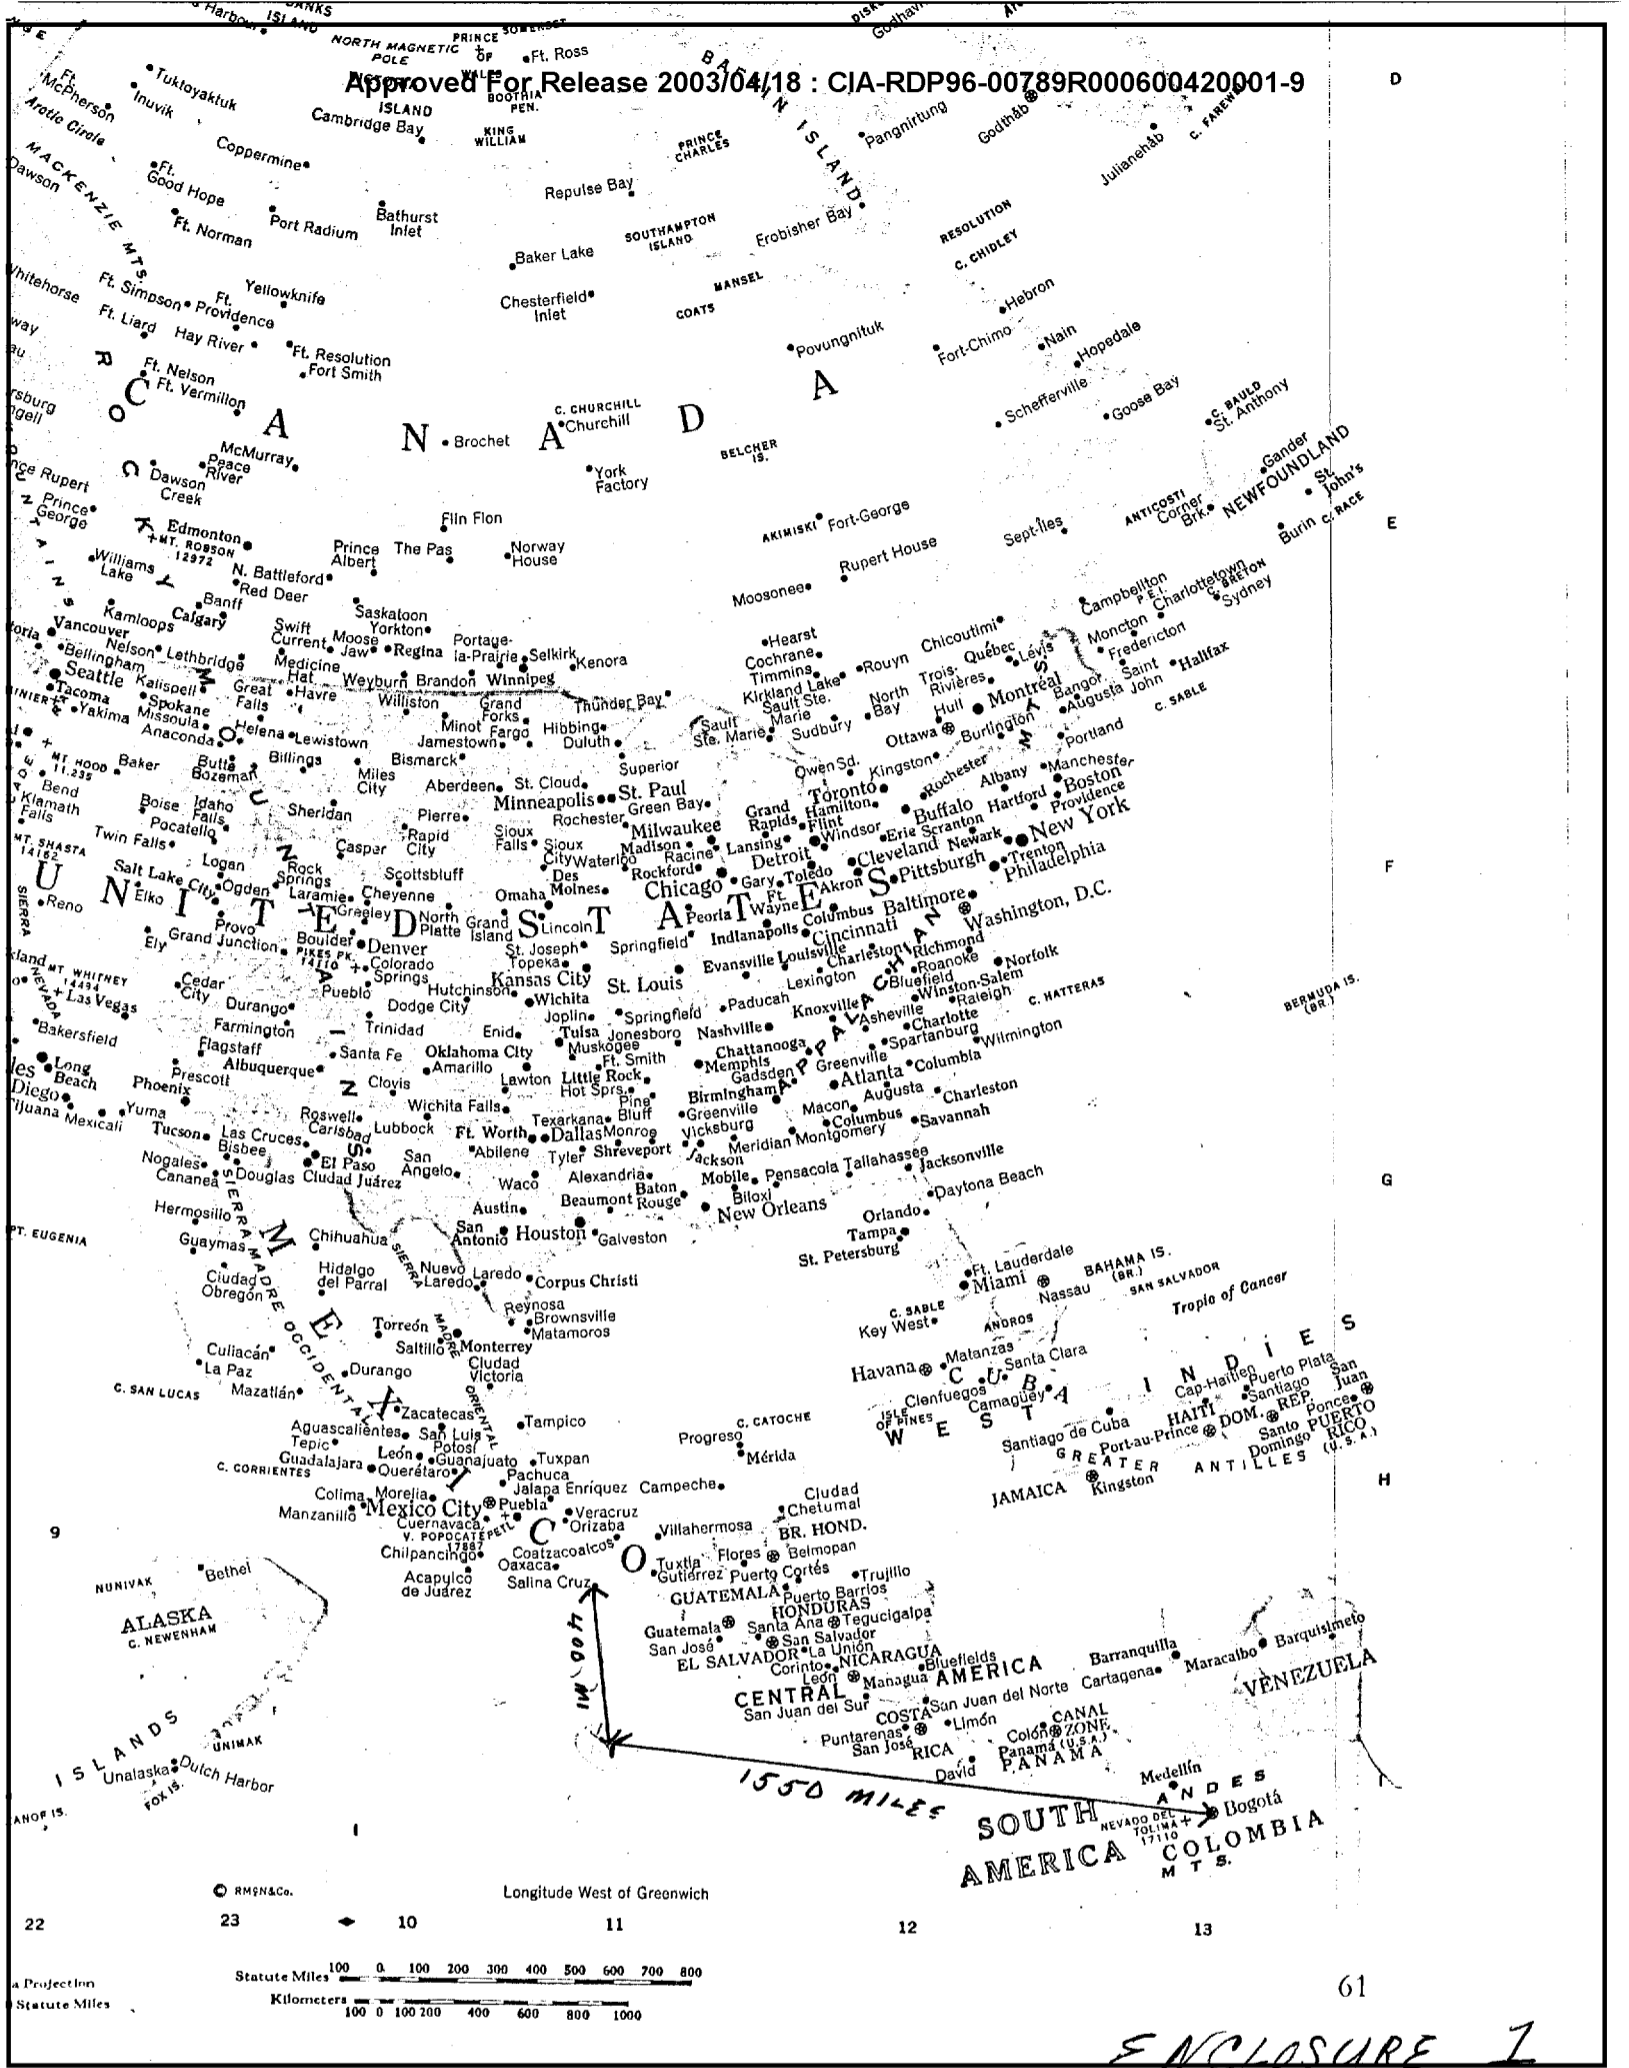 Harbour
BANKS
ISLAND
NORTH MAGNETIC
POLE
PRINCE
OF
WALES
SOMERSET
Ft. Ross
BAFFIN ISLAND
Godhavn
Approved For Release 2003/04/18 : CIA-RDP96-00789R000600420001-9
D
Ft.
McPherson
Tuktoyaktuk
Inuvik
Arctic Circle
ISLAND
Cambridge Bay
BOOTHIA
PEN.
KING
WILLIAM
PRINCE
CHARLES
Pangnirtung
Godthåb
Julianehåb
C. FAREWELL
MACKENZIE MTS.
Dawson
Coppermine
Ft.
Good Hope
Ft. Norman
Port Radium
Bathurst
Inlet
Repulse Bay
SOUTHAMPTON
ISLAND
Frobisher Bay
RESOLUTION
C. CHIDLEY
Baker Lake
Whitehorse
Ft. Simpson
Ft.
Providence
Yellowknife
Chesterfield
Inlet
MANSEL
COATS
Hebron
Ft. Liard
Hay River
Ft. Resolution
Fort Smith
Povungnituk
Fort-Chimo
Nain
Hopedale
Ft. Nelson
Ft. Vermilion
CANADA
Brochet
C. CHURCHILL
Churchill
Schefferville
Goose Bay
C. BAULD
St. Anthony
McMurray
Peace
River
Dawson
Creek
York
Factory
BELCHER
IS.
Gander
NEWFOUNDLAND
St.
John's
Prince Rupert
Prince
George
Edmonton
MT. ROBSON
12972
Flin Flon
AKIMISKI
Fort-George
Sept-Îles
ANTICOSTI
Corner
Brk.
Burin
C. RACE
E
Williams
Lake
Prince
Albert
The Pas
Norway
House
Rupert House
N. Battleford
Red Deer
Banff
Moosonee
Campbellton
P.E.I.
Charlottetown
C. BRETON
Sydney
Kamloops
Calgary
Saskatoon
Yorkton
Vancouver
Nelson
Lethbridge
Swift
Current
Moose
Jaw
Regina
Portage-
la-Prairie
Selkirk
Kenora
Hearst
Cochrane
Timmins
Rouyn
Chicoutimi
Québec
Lévis
Moncton
Fredericton
Bellingham
Seattle
Kalispell
Medicine
Hat
Havre
Weyburn
Brandon
Winnipeg
Thunder Bay
Kirkland Lake
Trois-
Rivières
Montréal
Bangor
Saint
John
Halifax
Tacoma
Spokane
Great
Falls
Williston
Grand
Forks
Sault Ste.
Marie
North
Bay
Hull
Augusta
C. SABLE
Yakima
Missoula
Helena
Lewistown
Minot
Fargo
Hibbing
Duluth
Sault
Ste. Marie
Sudbury
Ottawa
Burlington
Portland
Anaconda
Jamestown
MT. HOOD
11.235
Baker
Butte
Bozeman
Billings
Miles
City
Bismarck
Superior
Owen Sd.
Kingston
Rochester
Albany
Manchester
Bend
Aberdeen
St. Cloud
Klamath
Falls
Boise
Idaho
Falls
Sheridan
Minneapolis
St. Paul
Green Bay
Grand
Rapids
Toronto
Hamilton
Buffalo
Hartford
Boston
Providence
Pocatello
Pierre
Rochester
Flint
Twin Falls
Rapid
City
Sioux
Falls
Sioux
City
Milwaukee
Windsor
Erie
Scranton
Newark
New York
MT. SHASTA
14162
Logan
Casper
Waterloo
Madison
Racine
Lansing
Detroit
Cleveland
Pittsburgh
Trenton
Philadelphia
Salt Lake City
Ogden
Rock
Springs
Scottsbluff
Des
Moines
Rockford
Chicago
Gary
Toledo
Akron
F
UNITED STATES
Reno
Elko
Laramie
Cheyenne
Omaha
Peoria
Ft.
Wayne
Columbus
Baltimore
Provo
Greeley
North
Platte
Grand
Island
Lincoln
Washington, D.C.
Ely
Grand Junction
Boulder
Denver
St. Joseph
Springfield
Indianapolis
Cincinnati
Richmond
PIKES PK.
14110
Colorado
Springs
Topeka
Evansville
Louisville
Charleston
Roanoke
Norfolk
MT WHITNEY
14494
Cedar
City
Pueblo
Hutchinson
Kansas City
St. Louis
Lexington
Bluefield
Las Vegas
Durango
Dodge City
Wichita
Paducah
Winston-Salem
Raleigh
C. HATTERAS
BERMUDA IS.
(BR.)
Bakersfield
Farmington
Trinidad
Enid
Joplin
Springfield
Knoxville
Asheville
Charlotte
APPALACHIAN
Flagstaff
Santa Fe
Tulsa
Jonesboro
Nashville
Spartanburg
Wilmington
Long
Beach
Albuquerque
Oklahoma City
Muskogee
Ft. Smith
Chattanooga
Greenville
Columbia
Prescott
Amarillo
Memphis
Gadsden
Atlanta
Diego
Phoenix
Clovis
Lawton
Little Rock
Hot Sprs.
Birmingham
Augusta
Charleston
Tijuana
Mexicali
Yuma
Roswell
Wichita Falls
Texarkana
Pine
Bluff
Greenville
Macon
Savannah
Tucson
Las Cruces
Carlsbad
Lubbock
Ft. Worth
Dallas
Monroe
Vicksburg
Columbus
Bisbee
El Paso
Abilene
Tyler
Shreveport
Jackson
Meridian
Montgomery
Nogales
Cananea
Douglas
Ciudad Juárez
San
Angelo
Waco
Alexandria
Mobile
Pensacola
Tallahassee
Jacksonville
G
Hermosillo
Austin
Beaumont
Baton
Rouge
Biloxi
New Orleans
Daytona Beach
PT. EUGENIA
Guaymas
Chihuahua
San
Antonio
Houston
Galveston
Orlando
Tampa
St. Petersburg
SIERRA MADRE OCCIDENTAL
Ciudad
Obregón
Hidalgo
del Parral
Nuevo
Laredo
Laredo
Corpus Christi
Ft. Lauderdale
Miami
Nassau
BAHAMA IS.
(BR.)
SAN SALVADOR
Reynosa
Brownsville
Matamoros
C. SABLE
Key West
ANDROS
Tropic of Cancer
MEXICO
Torreón
Saltillo
Monterrey
SIERRA MADRE ORIENTAL
Culiacán
La Paz
Durango
Ciudad
Victoria
Havana
Matanzas
Santa Clara
CUBA
WEST INDIES
C. SAN LUCAS
Mazatlán
Zacatecas
Tampico
C. CATOCHE
Cienfuegos
ISLE
OF PINES
Camagüey
Cap-Haïtien
Puerto Plata
Santiago
San
Juan
Aguascalientes
San Luis
Potosí
Progreso
Mérida
Santiago de Cuba
HAITI
DOM. REP.
Ponce
Tepic
León
Guanajuato
Tuxpan
Port-au-Prince
Santo
Domingo
PUERTO
RICO
(U.S.A.)
Guadalajara
Querétaro
Pachuca
GREATER ANTILLES
C. CORRIENTES
Jalapa Enríquez
Campeche
JAMAICA
Kingston
H
Colima
Morelia
Mexico City
Puebla
Veracruz
Ciudad
Chetumal
Manzanillo
Cuernavaca
Orizaba
Villahermosa
BR. HOND.
9
V. POPOCATEPETL
17887
Chilpancingo
Coatzacoalcos
Oaxaca
Flores
Belmopan
NUNIVAK
Bethel
Acapulco
de Juárez
Salina Cruz
Tuxtla
Gutiérrez
Puerto Cortés
Trujillo
GUATEMALA
Puerto Barrios
HONDURAS
ALASKA
C. NEWENHAM
400 MI
Guatemala
Santa Ana
Tegucigalpa
San José
San Salvador
EL SALVADOR
La Unión
Corinto
NICARAGUA
Bluefields
Barranquilla
Maracaibo
Barquisimeto
León
Managua
CENTRAL AMERICA
Cartagena
VENEZUELA
San Juan del Sur
San Juan del Norte
COSTA
RICA
Limón
CANAL
ZONE
(U.S.A.)
Puntarenas
San José
Colón
Panamá
PANAMA
David
ISLANDS
UNIMAK
Unalaska
Dutch Harbor
FOX IS.
I
1550 MILES
Medellín
ANDES
Bogotá
NEVADO DEL
TOLIMA
17110
SOUTH
AMERICA
COLOMBIA
MTS.
© RMcN&Co.
Longitude West of Greenwich
22
23
10
11
12
13
a Projection
Statute Miles
Statute Miles 100 0 100 200 300 400 500 600 700 800
Kilometers 100 0 100 200 400 600 800 1000
61
ENCLOSURE 1